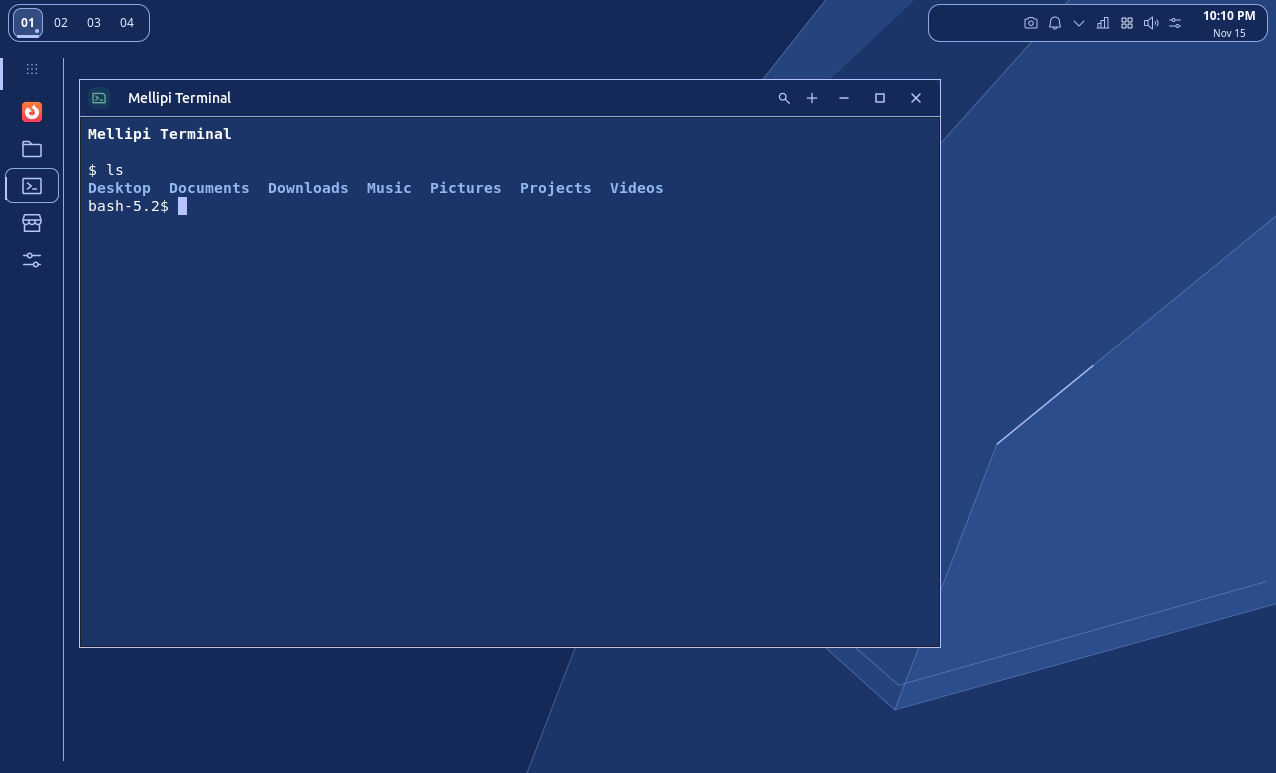 01 02 03 04
10:10 PM
Nov 15
Mellipi Terminal
Mellipi Terminal
$ ls
Desktop  Documents  Downloads  Music  Pictures  Projects  Videos
bash-5.2$